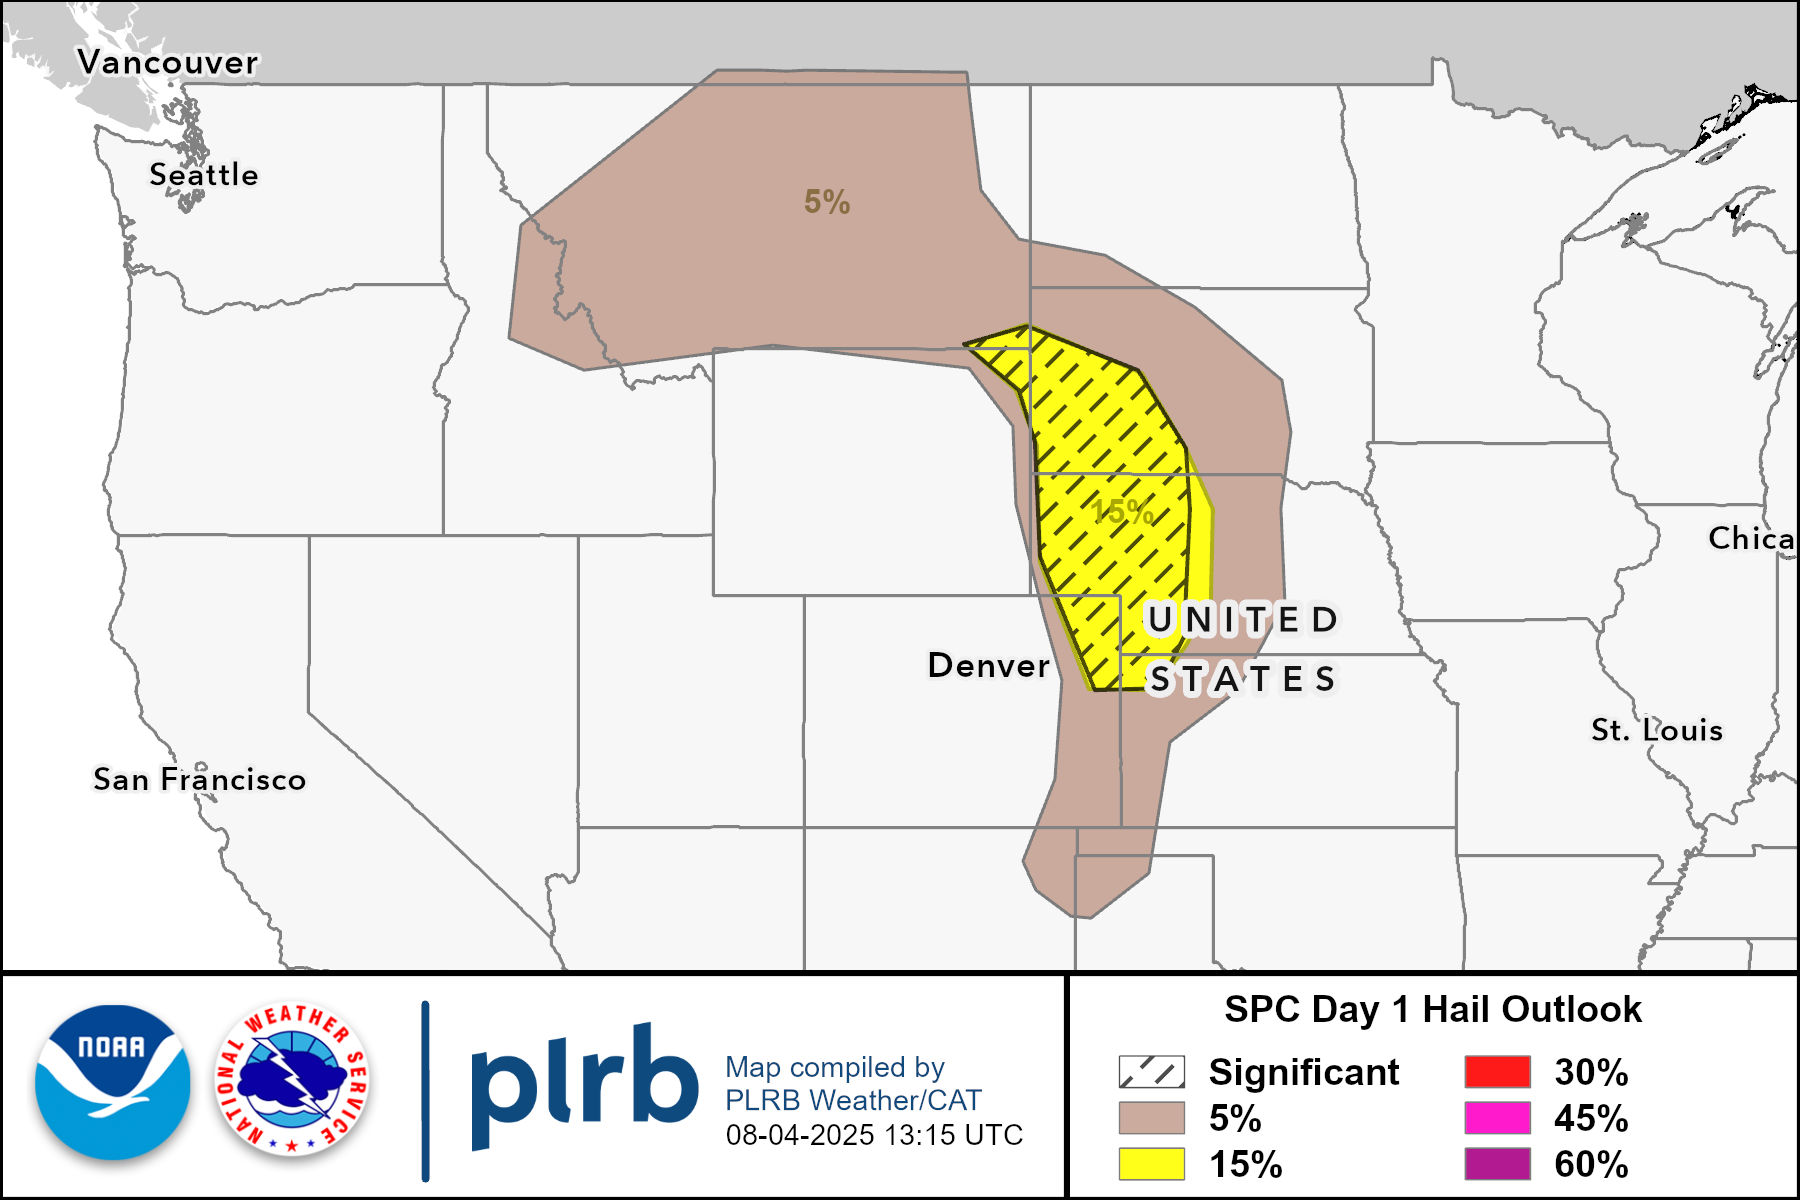 Vancouver
Seattle
5%
15%
Chica
UNITED
STATES
Denver
St. Louis
San Francisco
NOAA
NATIONAL WEATHER SERVICE
plrb
Map compiled by
PLRB Weather/CAT
08-04-2025 13:15 UTC
SPC Day 1 Hail Outlook
Significant
5%
15%
30%
45%
60%